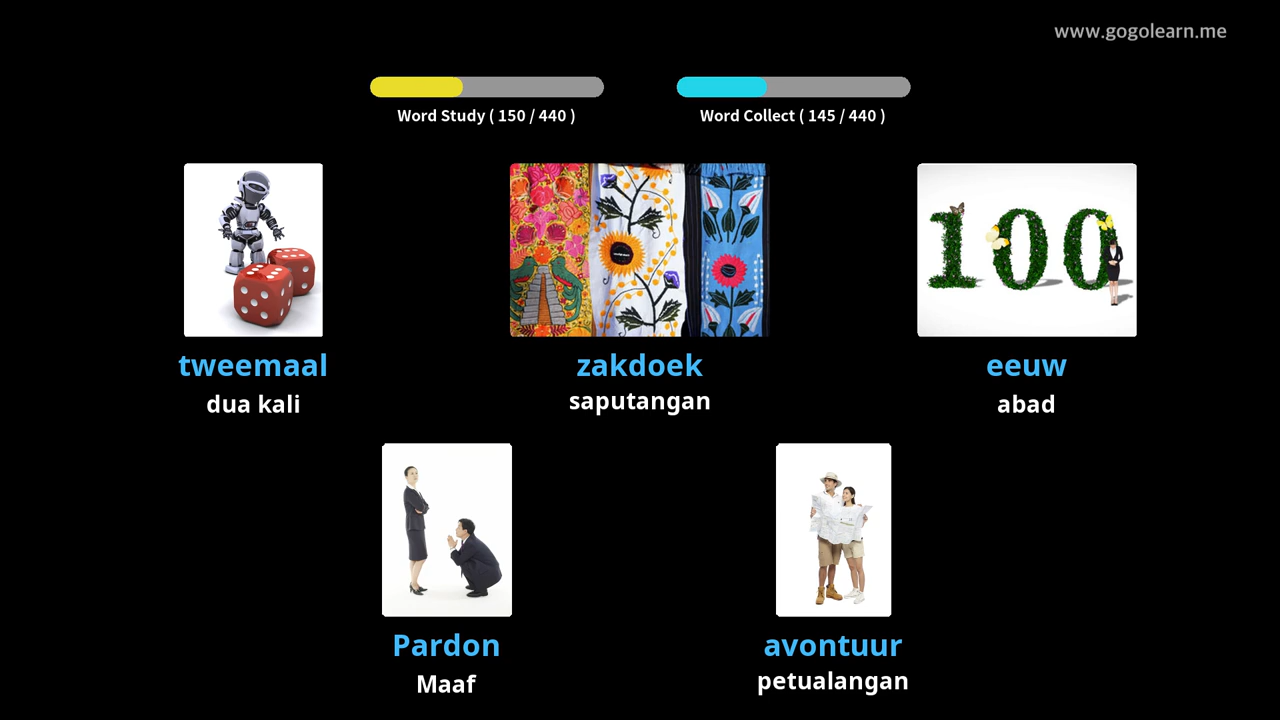 www.gogolearn.me
Word Study ( 150 / 440 )
Word Collect ( 145 / 440 )
tweemaal
dua kali
zakdoek
saputangan
100
eeuw
abad
Pardon
Maaf
avontuur
petualangan